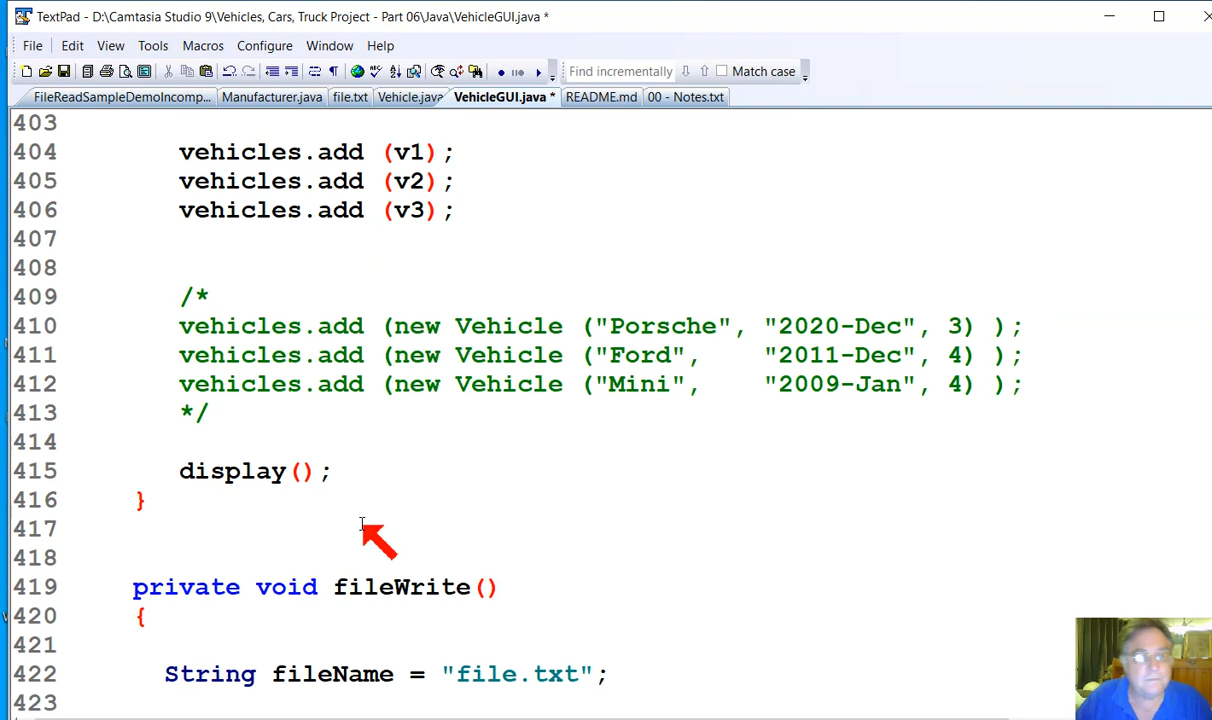 TextPad - D:\Camtasia Studio 9\Vehicles, Cars, Truck Project - Part 06\Java\VehicleGUI.java *
File Edit View Tools Macros Configure Window Help
Find incrementally Match case
FileReadSampleDemoIncomp... Manufacturer.java file.txt Vehicle.java VehicleGUI.java * README.md 00 - Notes.txt
403
404 vehicles.add (v1);
405 vehicles.add (v2);
406 vehicles.add (v3);
407
408
409 /*
410 vehicles.add (new Vehicle ("Porsche", "2020-Dec", 3) );
411 vehicles.add (new Vehicle ("Ford", "2011-Dec", 4) );
412 vehicles.add (new Vehicle ("Mini", "2009-Jan", 4) );
413 */
414
415 display();
416 }
417
418
419 private void fileWrite()
420 {
421
422 String fileName = "file.txt";
423